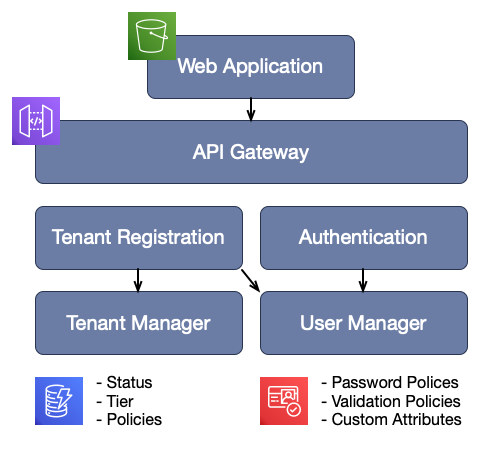 Web Application
API Gateway
Tenant Registration
Authentication
Tenant Manager
User Manager
- Status
- Tier
- Policies
- Password Polices
- Validation Policies
- Custom Attributes